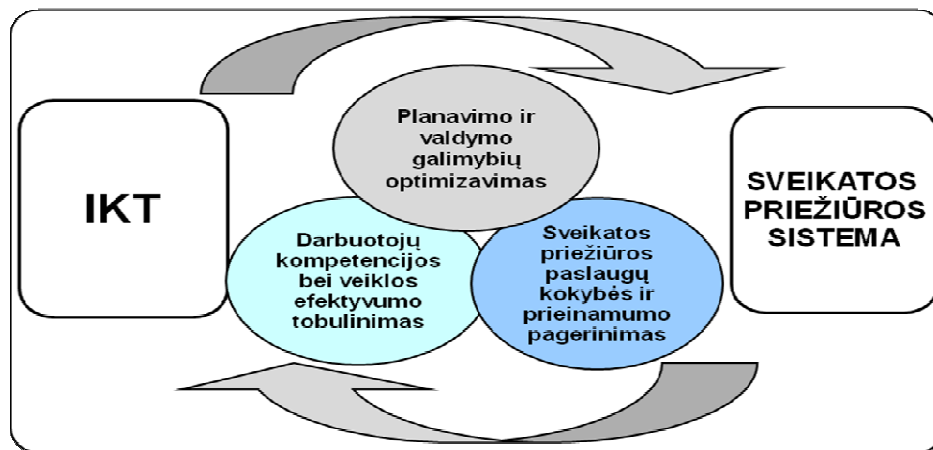 IKT
Planavimo ir
valdymo
galimybių
optimizavimas
Darbuotojų
kompetencijos
bei veiklos
efektyvumo
tobulinimas
Sveikatos
priežiūros
paslaugų
kokybės ir
prieinamumo
pagerinimas
SVEIKATOS
PRIEŽIŪROS
SISTEMA